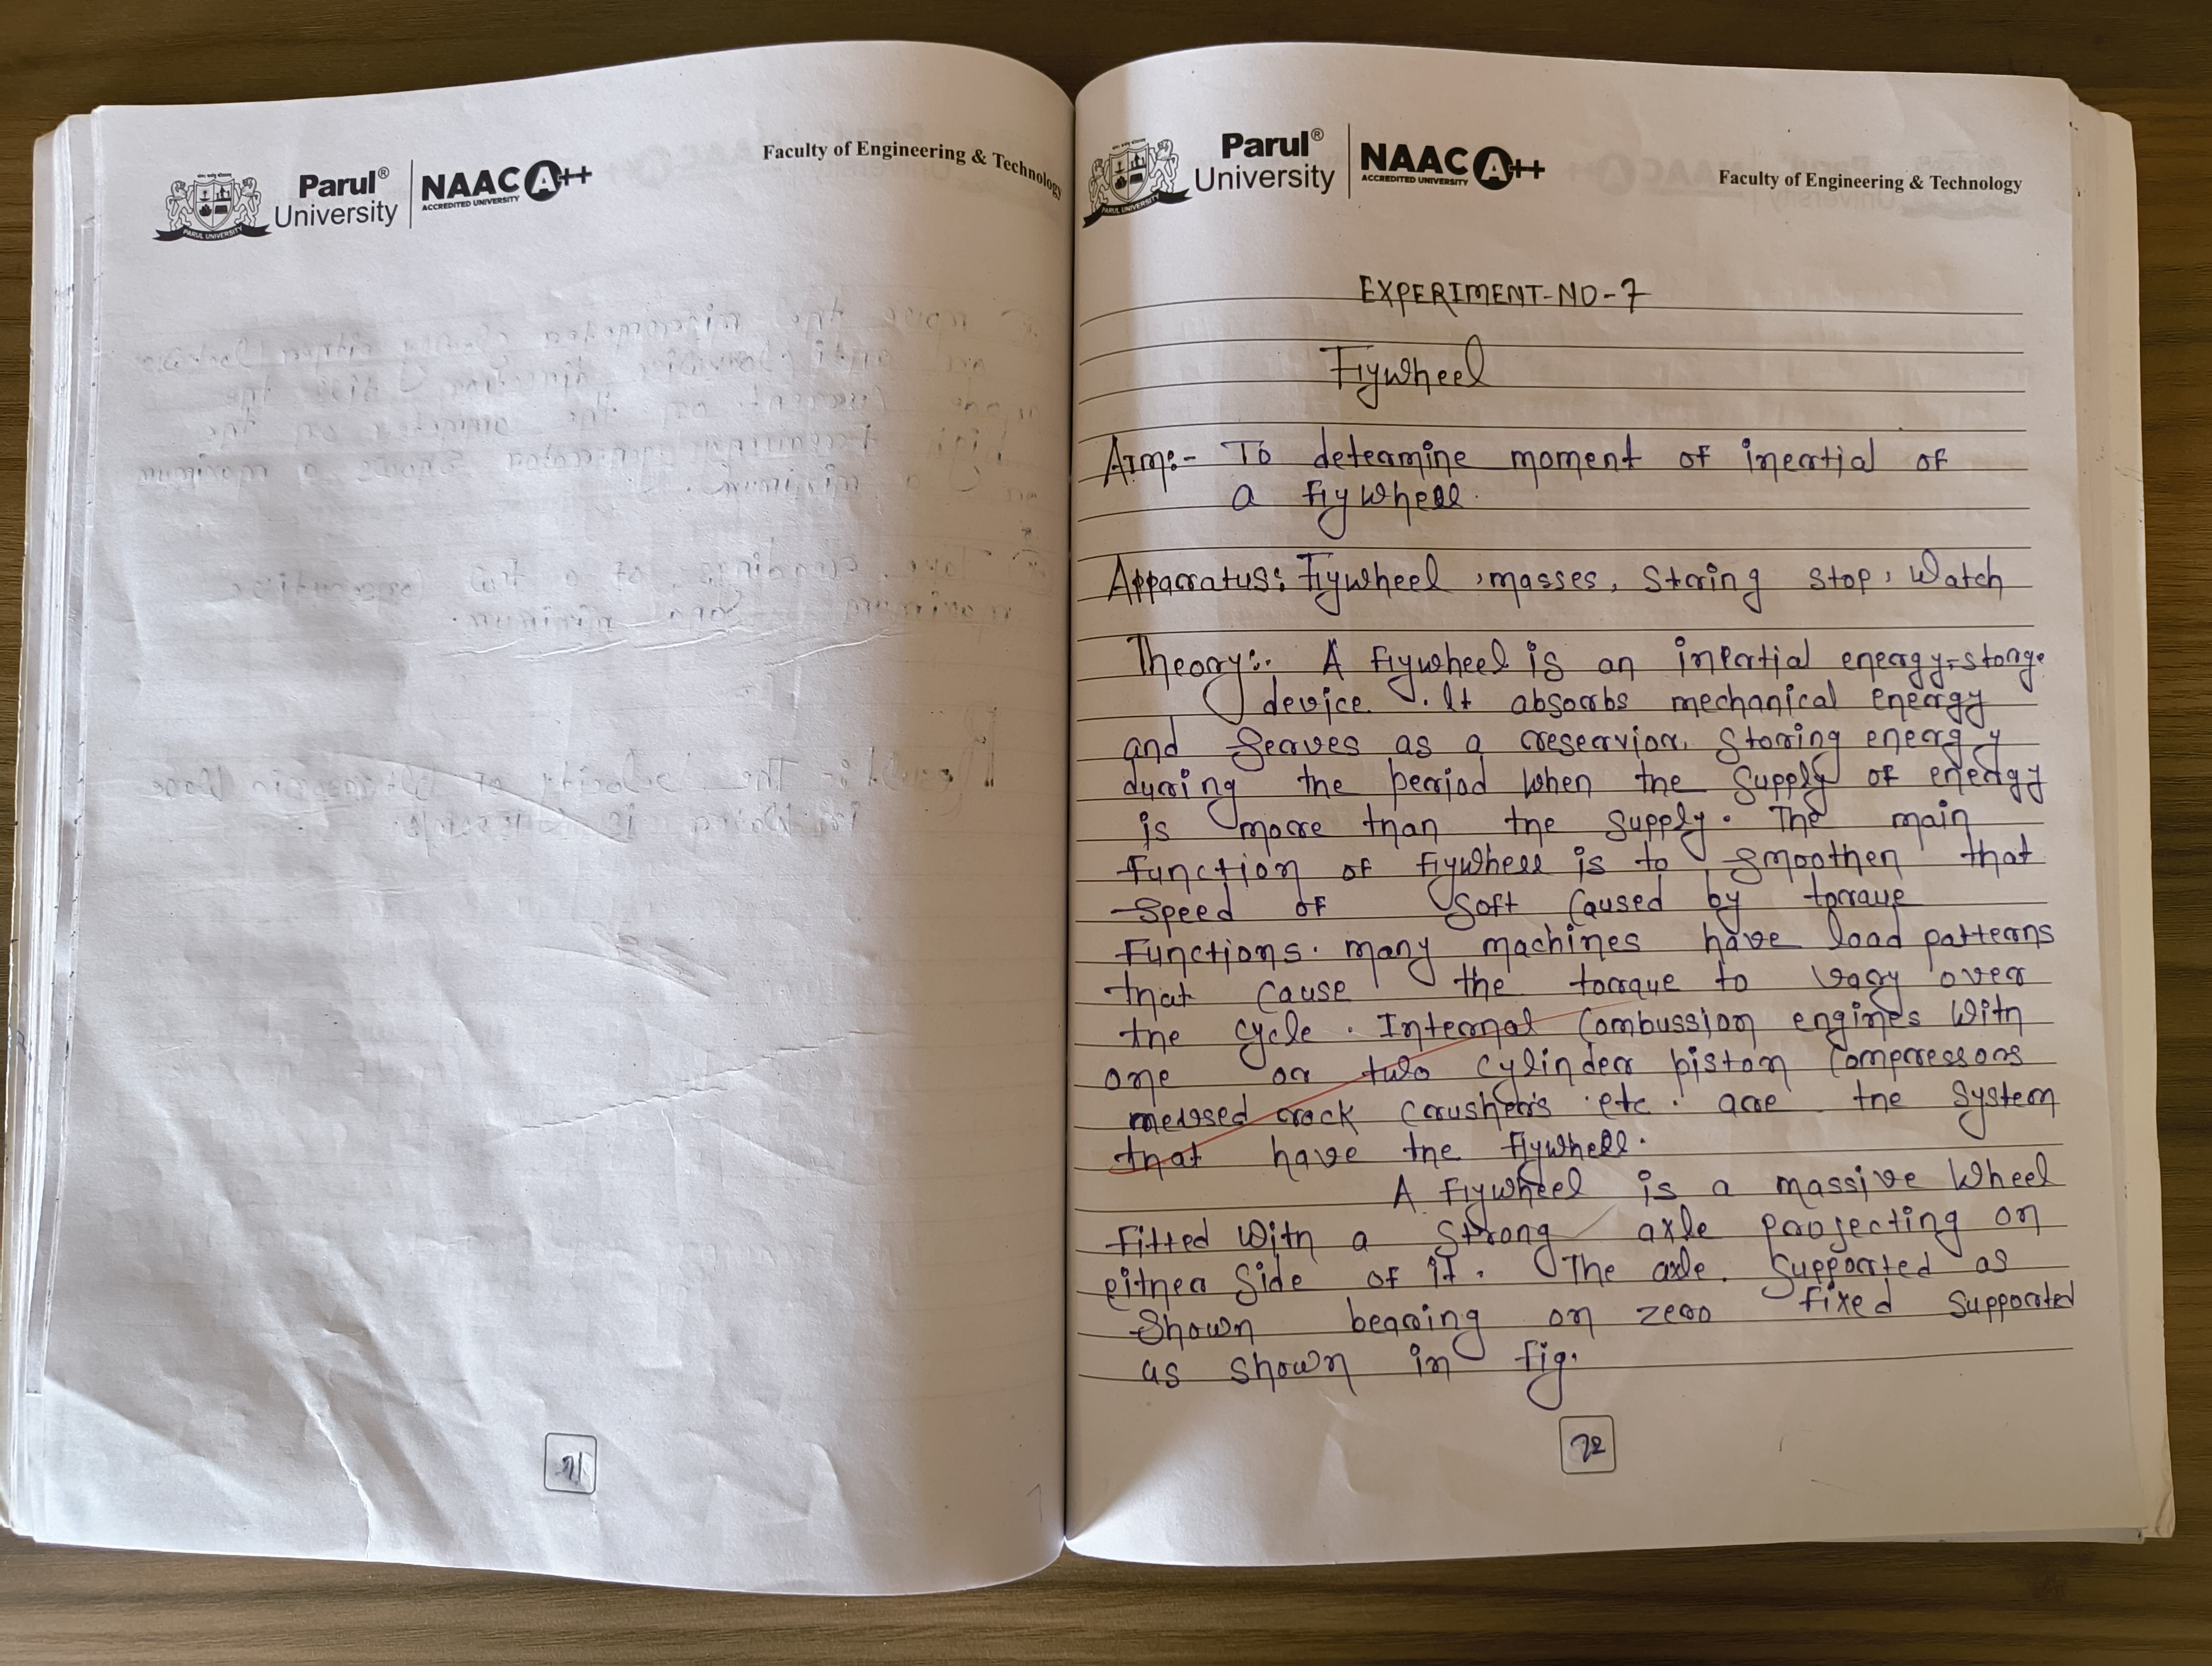 Parul® University
NAAC A++
ACCREDITED UNIVERSITY
Faculty of Engineering & Technology
PARUL UNIVERSITY
71
Parul® University
NAAC A++
ACCREDITED UNIVERSITY
Faculty of Engineering & Technology
PARUL UNIVERSITY
EXPERIMENT-NO-7
Flywheel
Aim:- To determine moment of inertial of
a flywheel.
Apparatus: Flywheel, masses, String stop, Watch
Theory:- A flywheel is an inertial energy-storge
device. It absorbs mechanical energy
and serves as a reservior, storing energy
during the period when the supply of energy
is more than the supply. The main
function of flywheel is to smoothen that
speed of soft caused by torque
Functions. many machines have load patterns
that cause the torque to vary over
the cycle. Internal combussion engines with
one or two cylinder piston compressors
rock crushers etc. are the system
that have the flywheel.
A flywheel is a massive wheel
fitted with a strong axle projecting on
either side of it. The axle. supported as
shown bearing on zero fixed supported
as shown in fig.
72